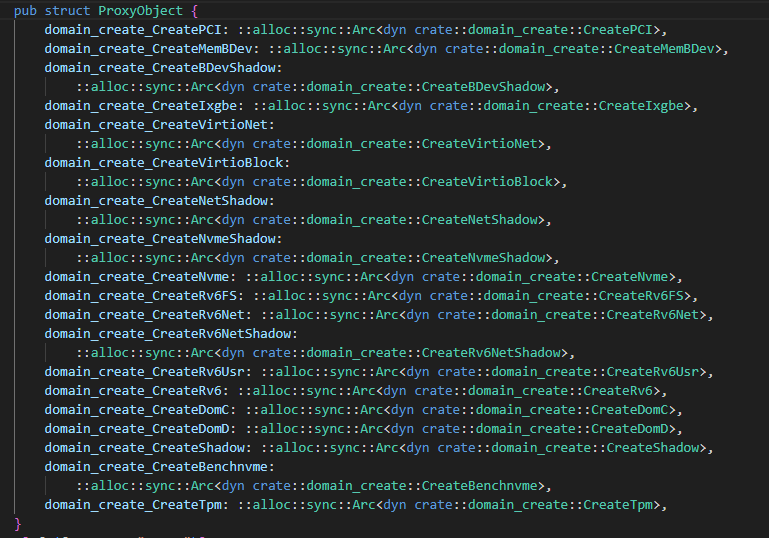 pub struct ProxyObject {
    domain_create_CreatePCI: ::alloc::sync::Arc<dyn crate::domain_create::CreatePCI>,
    domain_create_CreateMemBDev: ::alloc::sync::Arc<dyn crate::domain_create::CreateMemBDev>,
    domain_create_CreateBDevShadow:
        ::alloc::sync::Arc<dyn crate::domain_create::CreateBDevShadow>,
    domain_create_CreateIxgbe: ::alloc::sync::Arc<dyn crate::domain_create::CreateIxgbe>,
    domain_create_CreateVirtioNet:
        ::alloc::sync::Arc<dyn crate::domain_create::CreateVirtioNet>,
    domain_create_CreateVirtioBlock:
        ::alloc::sync::Arc<dyn crate::domain_create::CreateVirtioBlock>,
    domain_create_CreateNetShadow:
        ::alloc::sync::Arc<dyn crate::domain_create::CreateNetShadow>,
    domain_create_CreateNvmeShadow:
        ::alloc::sync::Arc<dyn crate::domain_create::CreateNvmeShadow>,
    domain_create_CreateNvme: ::alloc::sync::Arc<dyn crate::domain_create::CreateNvme>,
    domain_create_CreateRv6FS: ::alloc::sync::Arc<dyn crate::domain_create::CreateRv6FS>,
    domain_create_CreateRv6Net: ::alloc::sync::Arc<dyn crate::domain_create::CreateRv6Net>,
    domain_create_CreateRv6NetShadow:
        ::alloc::sync::Arc<dyn crate::domain_create::CreateRv6NetShadow>,
    domain_create_CreateRv6Usr: ::alloc::sync::Arc<dyn crate::domain_create::CreateRv6Usr>,
    domain_create_CreateRv6: ::alloc::sync::Arc<dyn crate::domain_create::CreateRv6>,
    domain_create_CreateDomC: ::alloc::sync::Arc<dyn crate::domain_create::CreateDomC>,
    domain_create_CreateDomD: ::alloc::sync::Arc<dyn crate::domain_create::CreateDomD>,
    domain_create_CreateShadow: ::alloc::sync::Arc<dyn crate::domain_create::CreateShadow>,
    domain_create_CreateBenchnvme:
        ::alloc::sync::Arc<dyn crate::domain_create::CreateBenchnvme>,
    domain_create_CreateTpm: ::alloc::sync::Arc<dyn crate::domain_create::CreateTpm>,
}